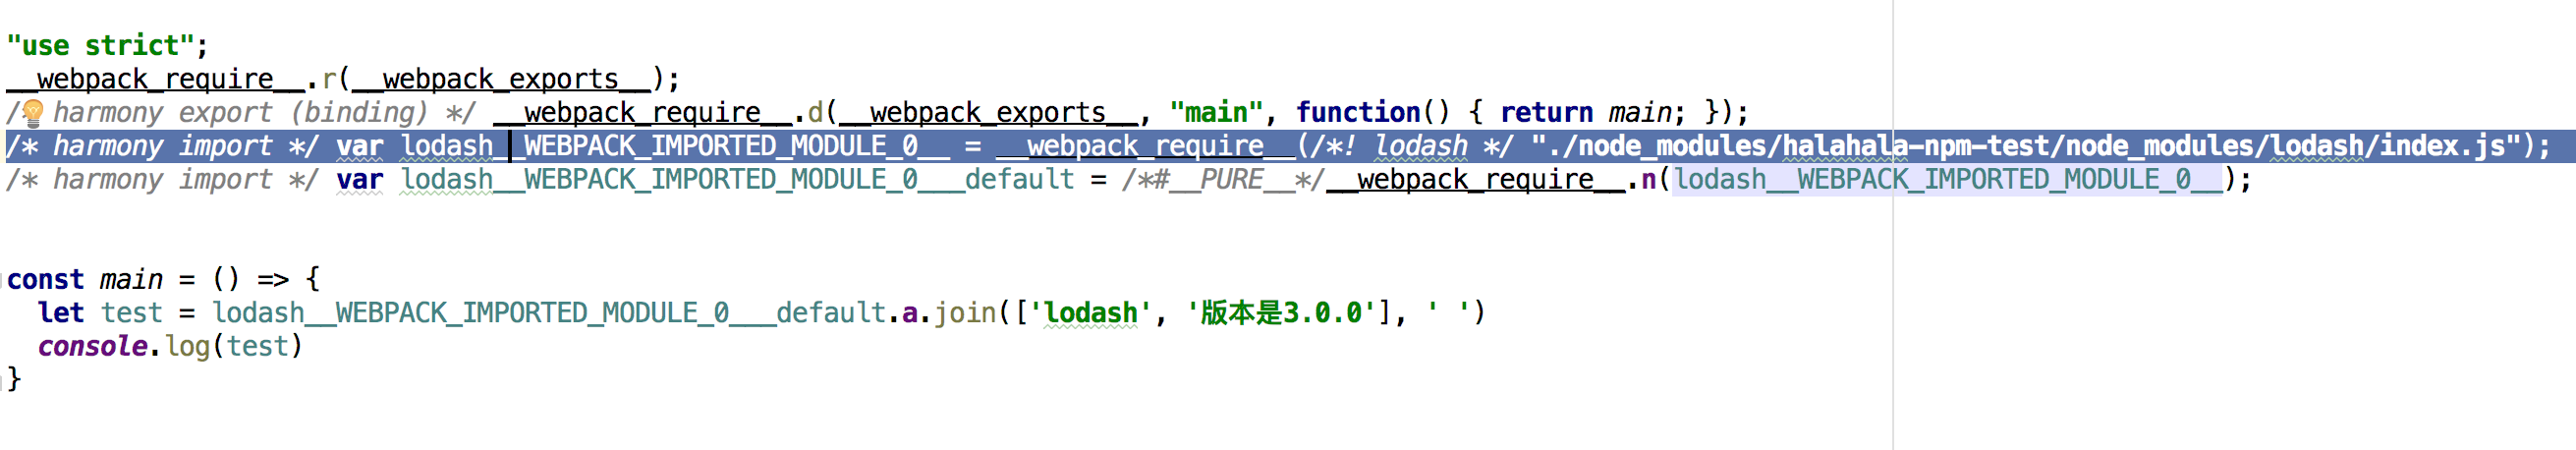 "use strict";
__webpack_require__.r(__webpack_exports__);
/* harmony export (binding) */ __webpack_require__.d(__webpack_exports__, "main", function() { return main; });
/* harmony import */ var lodash__WEBPACK_IMPORTED_MODULE_0__ = __webpack_require__(/*! lodash */ "./node_modules/halahala-npm-test/node_modules/lodash/index.js");
/* harmony import */ var lodash__WEBPACK_IMPORTED_MODULE_0___default = /*#__PURE__*/__webpack_require__.n(lodash__WEBPACK_IMPORTED_MODULE_0__);
const main = () => {
  let test = lodash__WEBPACK_IMPORTED_MODULE_0___default.a.join(['lodash', '版本是3.0.0'], ' ')
  console.log(test)
}